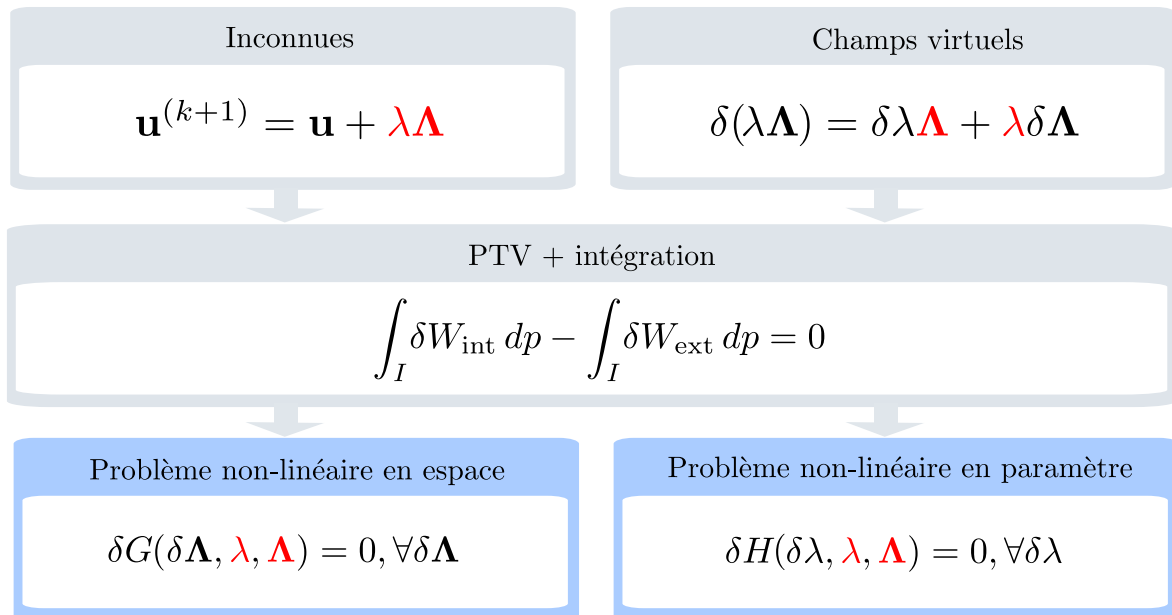 Inconnues
𝐮^(k+1) = 𝐮 + λ𝚲
Champs virtuels
δ(λ𝚲) = δλ𝚲 + λδ𝚲
PTV + intégration
∫_I δW_int dp − ∫_I δW_ext dp = 0
Problème non-linéaire en espace
δG(δ𝚲, λ, 𝚲) = 0, ∀δ𝚲
Problème non-linéaire en paramètre
δH(δλ, λ, 𝚲) = 0, ∀δλ